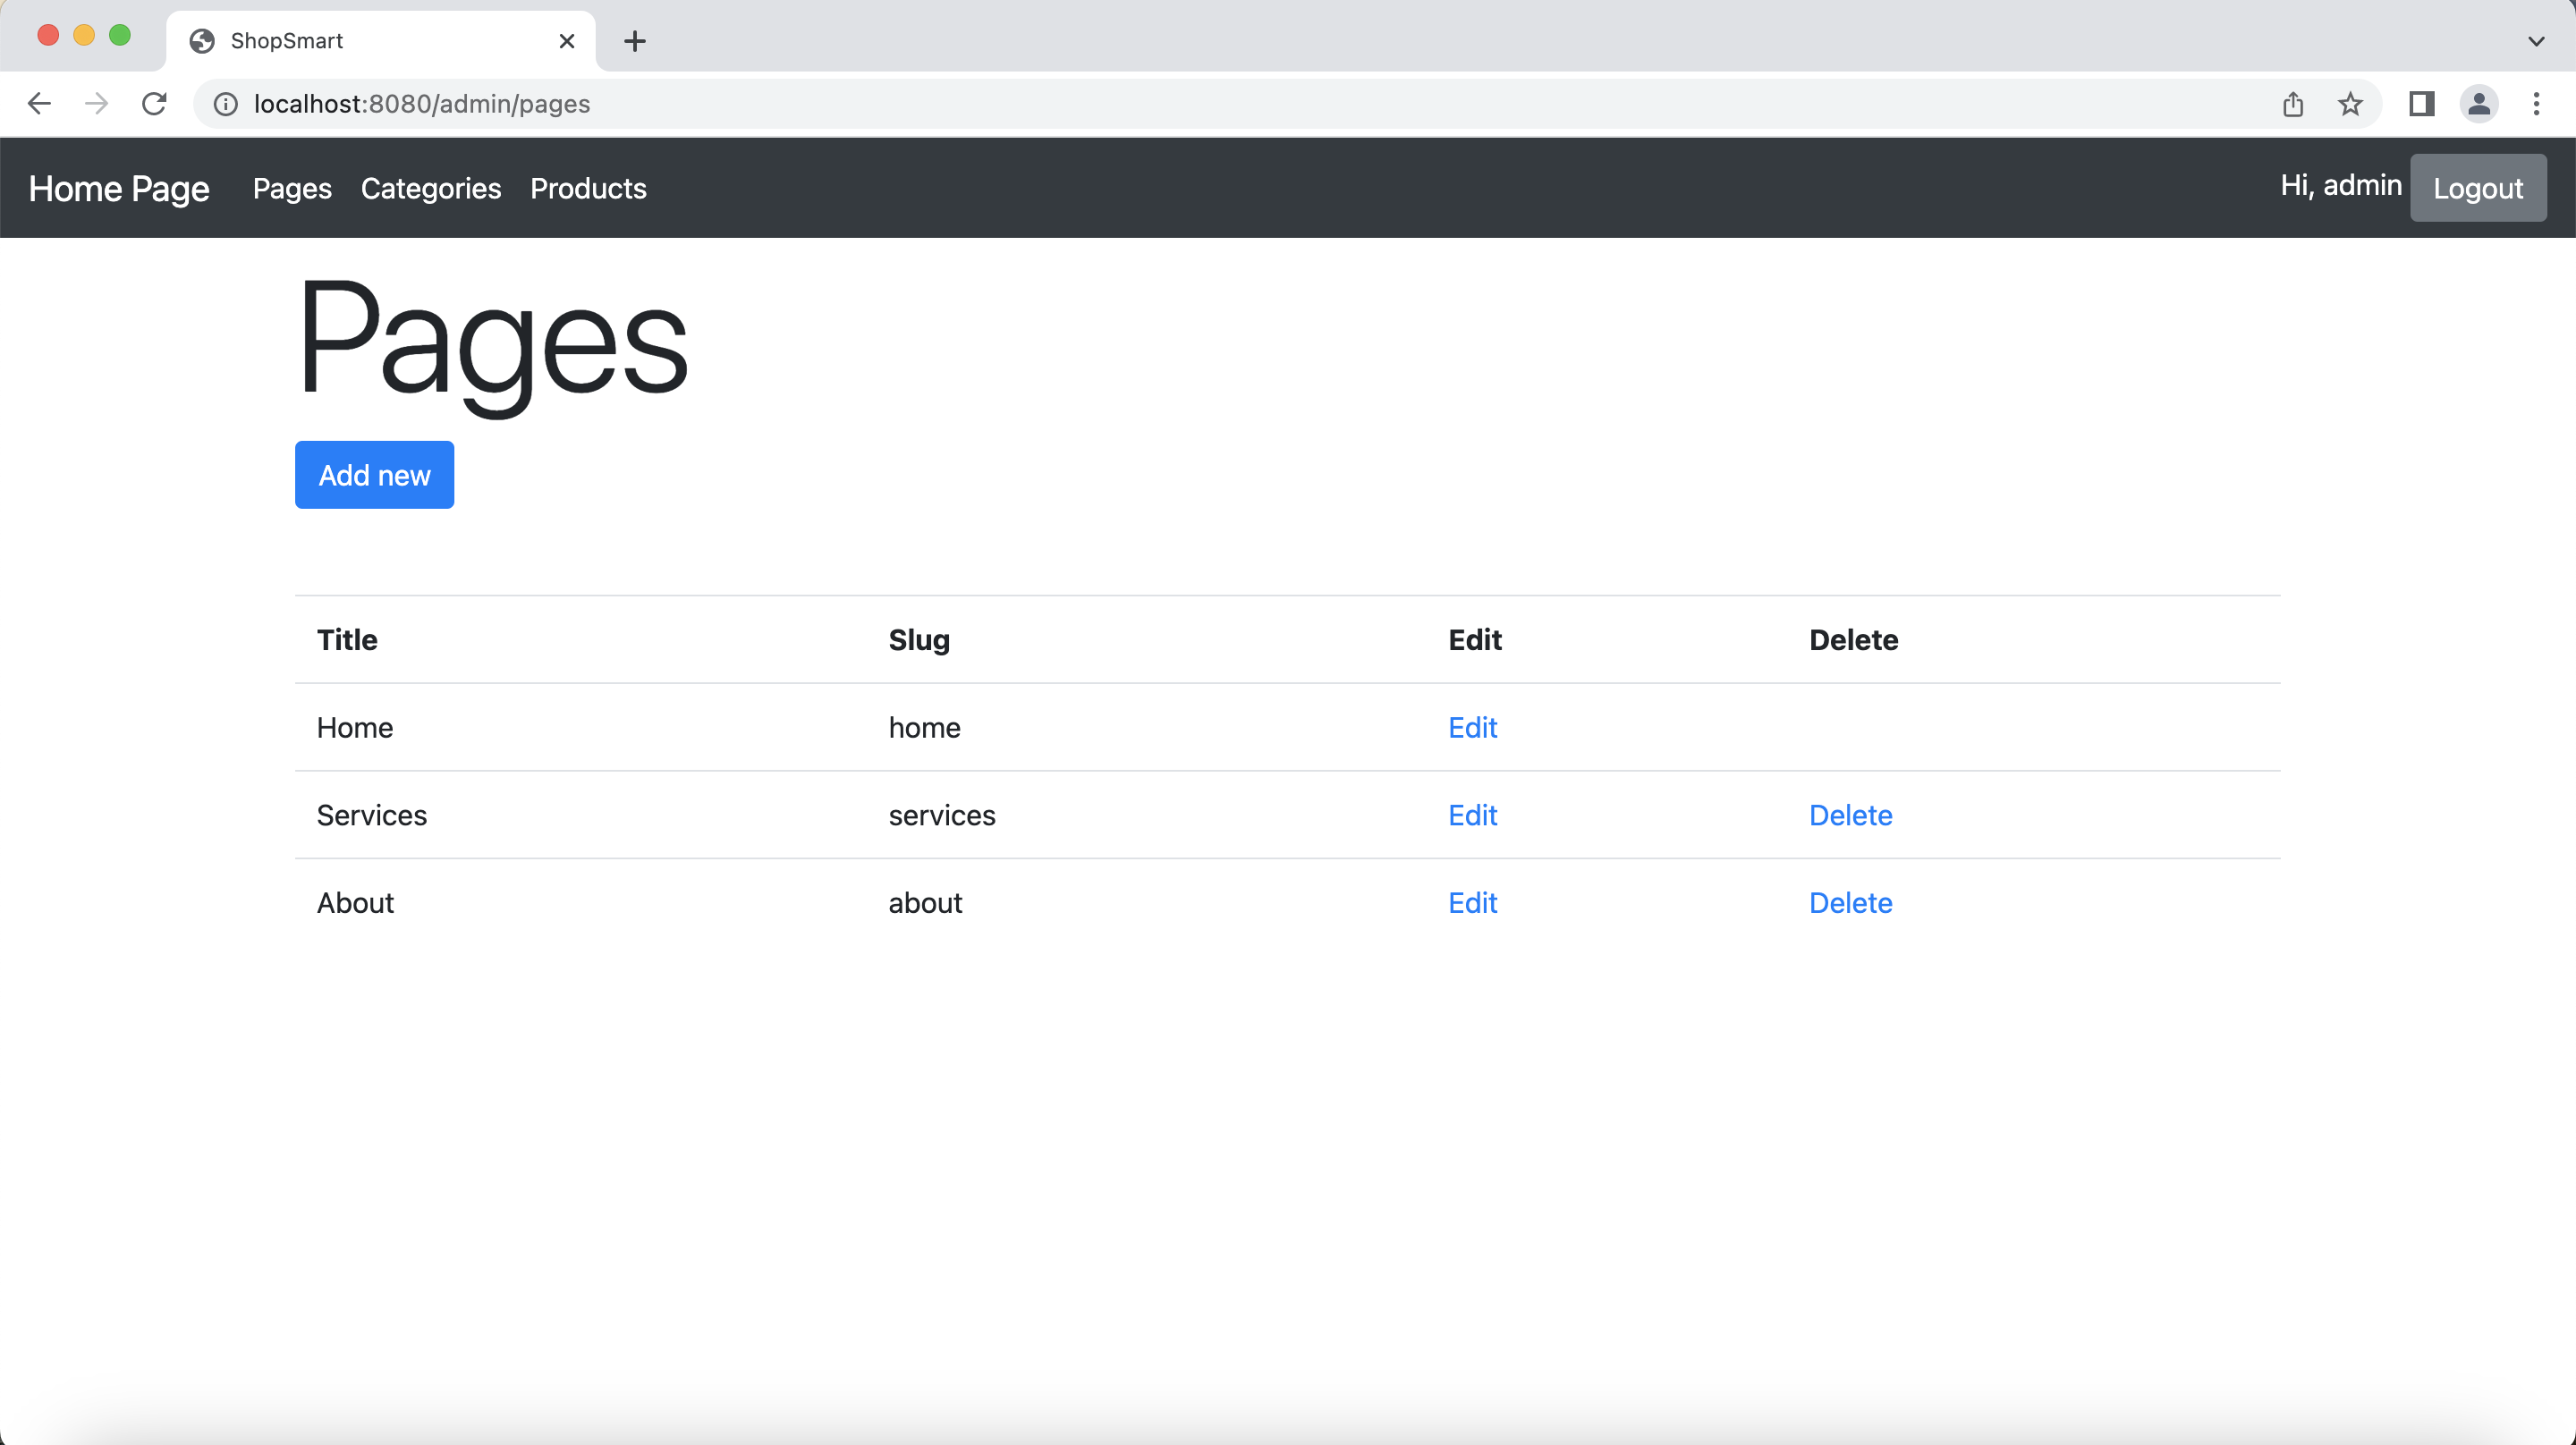 ShopSmart
localhost:8080/admin/pages
Home Page Pages Categories Products Hi, admin Logout
Pages
Add new
Title Slug Edit Delete
Home home Edit
Services services Edit Delete
About about Edit Delete